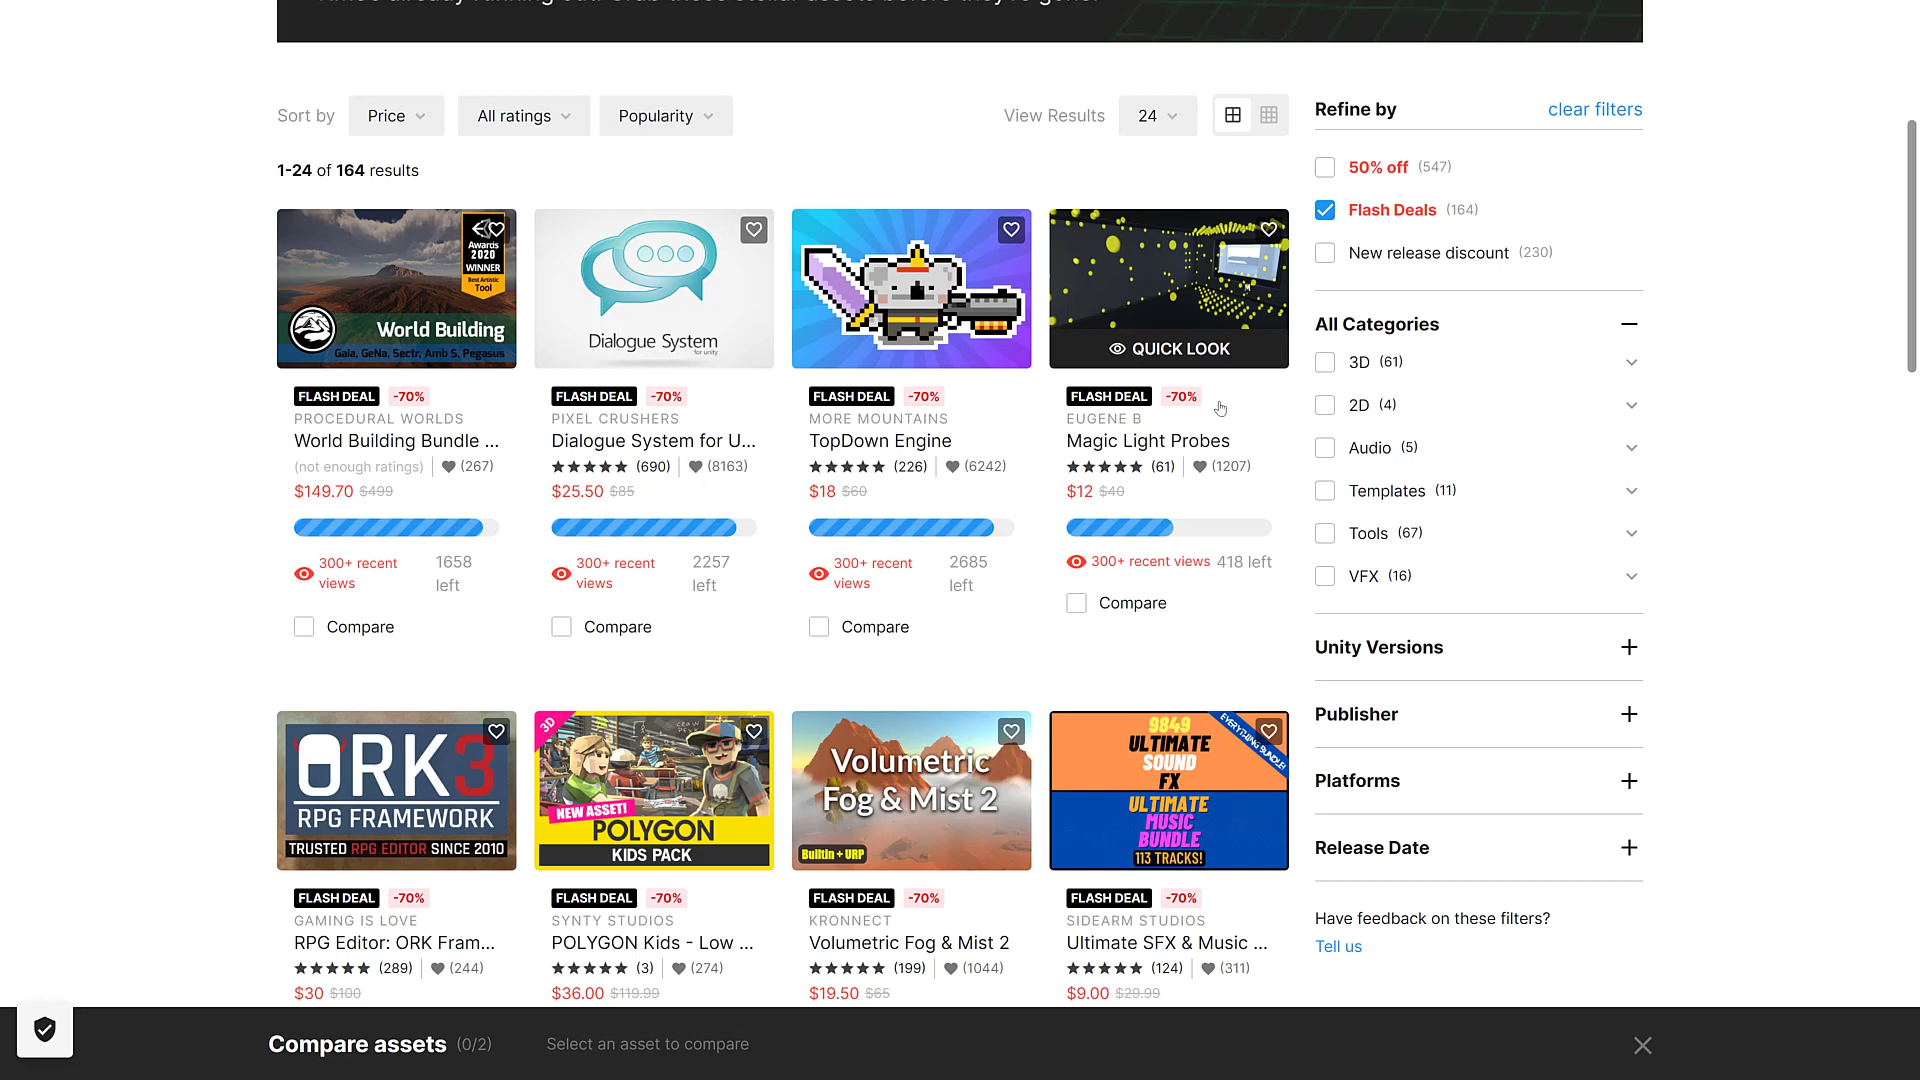 Sort by
Price
All ratings
Popularity
View Results
24
1-24 of 164 results
Refine by
clear filters
50% off (547)
Flash Deals (164)
New release discount (230)
All Categories
3D (61)
2D (4)
Audio (5)
Templates (11)
Tools (67)
VFX (16)
Unity Versions
Publisher
Platforms
Release Date
Have feedback on these filters?
Tell us
Awards
2020
WINNER
Best Artistic
Tool
World Building
Gaia, GeNa, Sectr, Amb S, Pegasus
FLASH DEAL -70%
PROCEDURAL WORLDS
World Building Bundle ...
(not enough ratings) (267)
$149.70 $499
300+ recent views
1658 left
Compare
Dialogue System
for unity
FLASH DEAL -70%
PIXEL CRUSHERS
Dialogue System for U...
(690) (8163)
$25.50 $85
300+ recent views
2257 left
Compare
FLASH DEAL -70%
MORE MOUNTAINS
TopDown Engine
(226) (6242)
$18 $60
300+ recent views
2685 left
Compare
QUICK LOOK
FLASH DEAL -70%
EUGENE B
Magic Light Probes
(61) (1207)
$12 $40
300+ recent views 418 left
Compare
ORK3
RPG FRAMEWORK
TRUSTED RPG EDITOR SINCE 2010
FLASH DEAL -70%
GAMING IS LOVE
RPG Editor: ORK Fram...
(289) (244)
$30 $100
3D
NEW ASSET!
POLYGON
KIDS PACK
FLASH DEAL -70%
SYNTY STUDIOS
POLYGON Kids - Low ...
(3) (274)
$36.00 $119.99
Volumetric
Fog & Mist 2
Builtin + URP
FLASH DEAL -70%
KRONNECT
Volumetric Fog & Mist 2
(199) (1044)
$19.50 $65
EVERYTHING BUNDLE!
9849
ULTIMATE
SOUND
FX
ULTIMATE
MUSIC
BUNDLE
113 TRACKS!
FLASH DEAL -70%
SIDEARM STUDIOS
Ultimate SFX & Music ...
(124) (311)
$9.00 $29.99
Compare assets (0/2)
Select an asset to compare